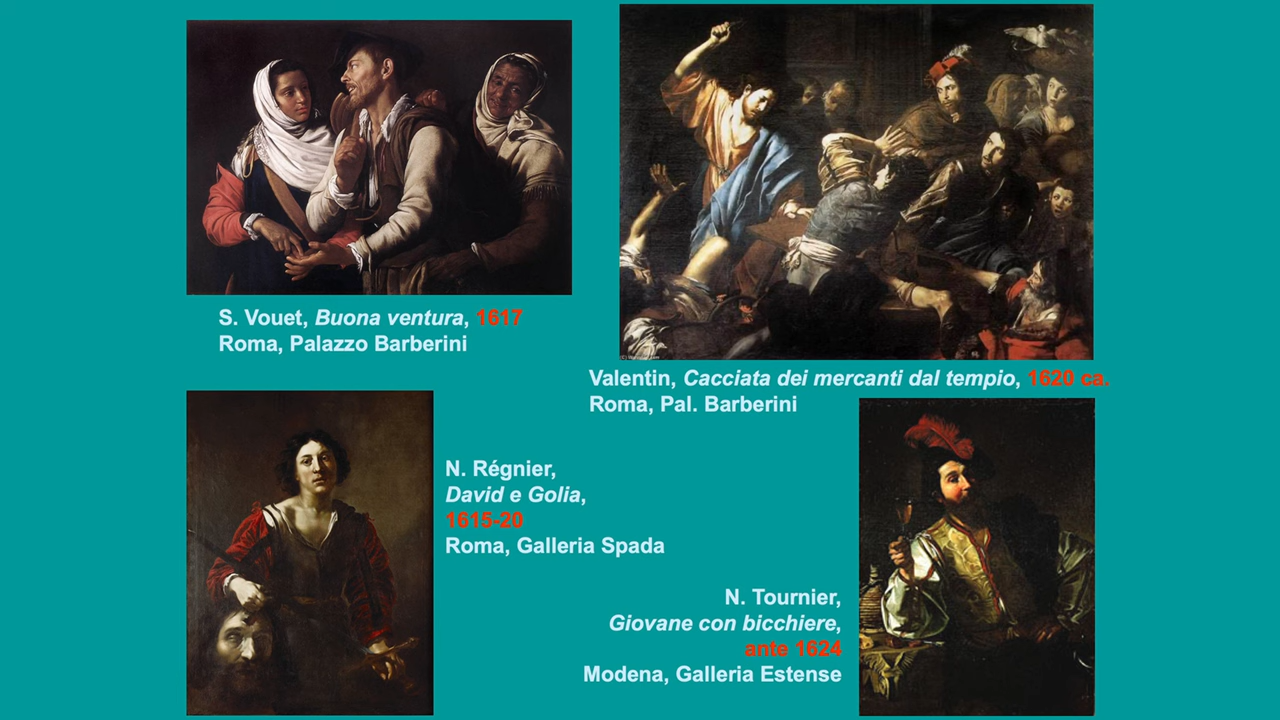 S. Vouet, Buona ventura, 1617
Roma, Palazzo Barberini
Valentin, Cacciata dei mercanti dal tempio, 1620 ca.
Roma, Pal. Barberini
N. Régnier,
David e Golia,
1615-20
Roma, Galleria Spada
N. Tournier,
Giovane con bicchiere,
ante 1624
Modena, Galleria Estense